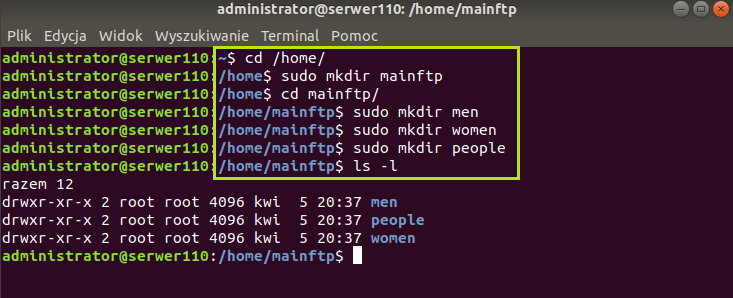 administrator@serwer110: /home/mainftp
Plik Edycja Widok Wyszukiwanie Terminal Pomoc
administrator@serwer110:~$ cd /home/
administrator@serwer110:/home$ sudo mkdir mainftp
administrator@serwer110:/home$ cd mainftp/
administrator@serwer110:/home/mainftp$ sudo mkdir men
administrator@serwer110:/home/mainftp$ sudo mkdir women
administrator@serwer110:/home/mainftp$ sudo mkdir people
administrator@serwer110:/home/mainftp$ ls -l
razem 12
drwxr-xr-x 2 root root 4096 kwi  5 20:37 men
drwxr-xr-x 2 root root 4096 kwi  5 20:37 people
drwxr-xr-x 2 root root 4096 kwi  5 20:37 women
administrator@serwer110:/home/mainftp$